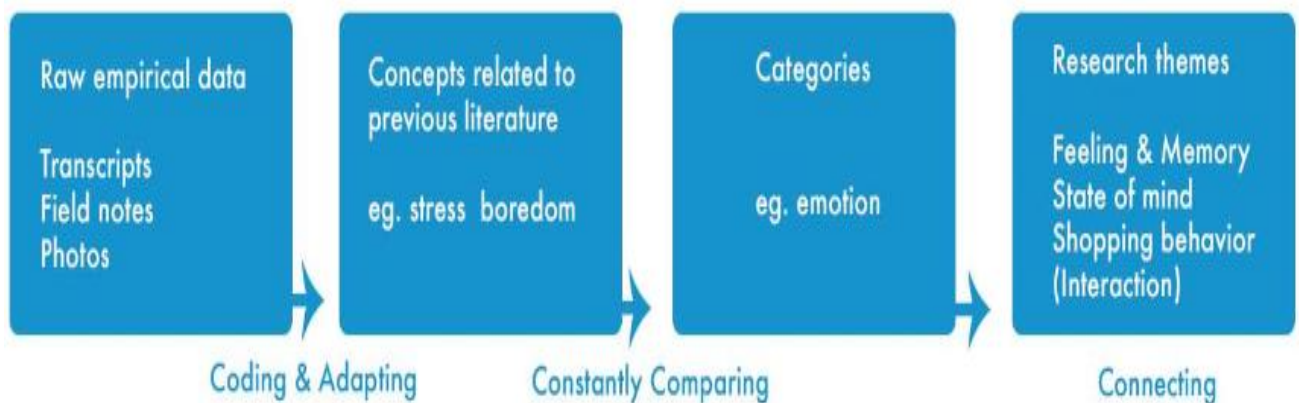 Raw empirical data
Transcripts
Field notes
Photos
Concepts related to
previous literature
eg. stress boredom
Categories
eg. emotion
Research themes
Feeling & Memory
State of mind
Shopping behavior
(Interaction)
Coding & Adapting
Constantly Comparing
Connecting